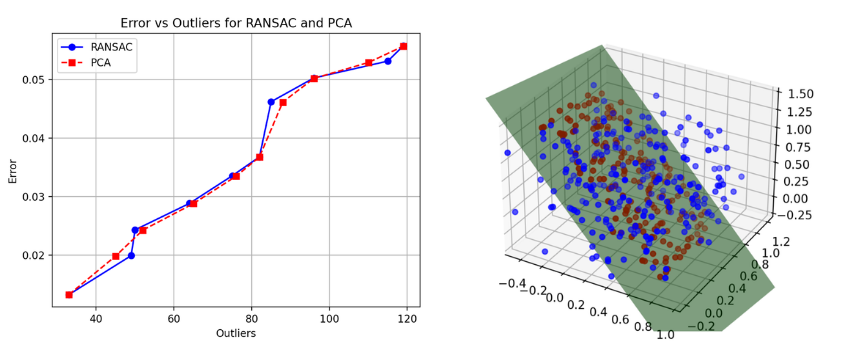 Error vs Outliers for RANSAC and PCA
RANSAC
PCA
0.05
0.04
0.03
0.02
Error
40 60 80 100 120
Outliers
1.50
1.25
1.00
0.75
0.50
0.25
0.00
−0.25
−0.4 −0.2 0.0 0.2 0.4 0.6 0.8 1.0
−0.2 0.0 0.2 0.4 0.6 0.8 1.0 1.2